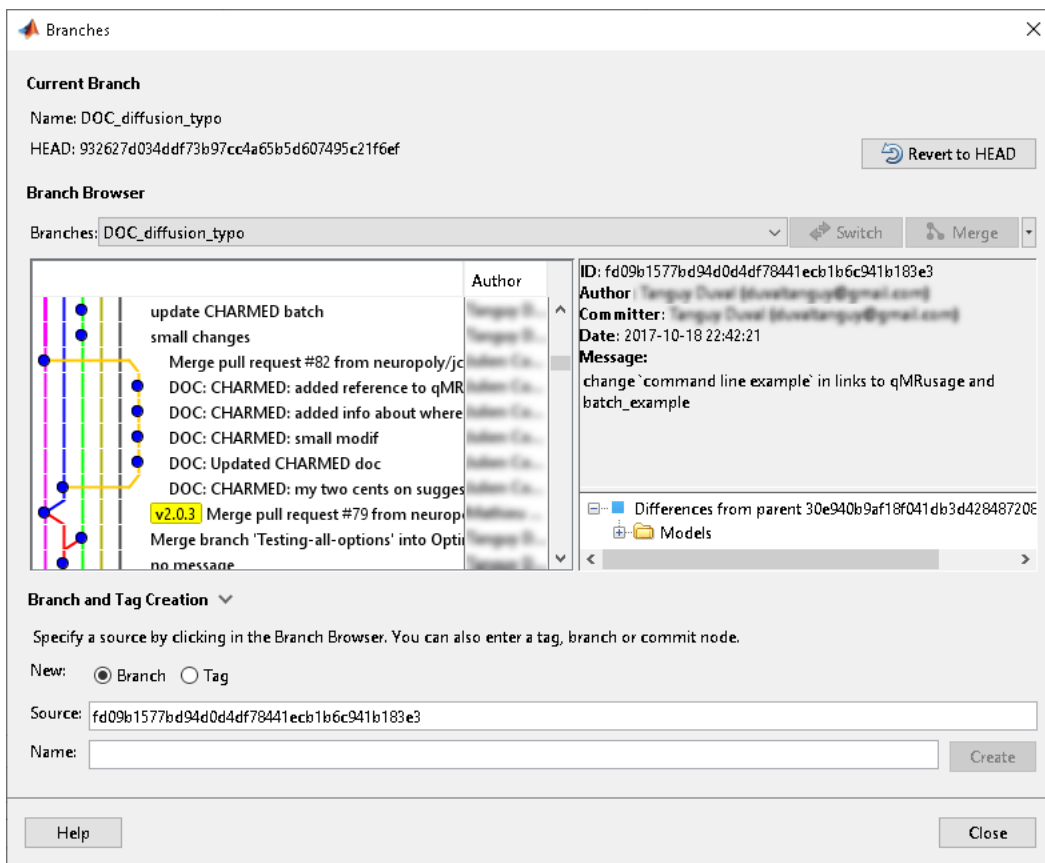 Branches
Current Branch
Name: DOC_diffusion_typo
HEAD: 932627d034ddf73b97cc4a65b5d607495c21f6ef
Revert to HEAD
Branch Browser
Branches: DOC_diffusion_typo
Switch
Merge
Author
update CHARMED batch
small changes
Merge pull request #82 from neuropoly/jc
DOC: CHARMED: added reference to qMR
DOC: CHARMED: added info about where
DOC: CHARMED: small modif
DOC: Updated CHARMED doc
DOC: CHARMED: my two cents on sugges
v2.0.3 Merge pull request #79 from neurop
Merge branch 'Testing-all-options' into Opti
no message
ID: fd09b1577bd94d0d4df78441ecb1b6c941b183e3
Author
Committer:
Date: 2017-10-18 22:42:21
Message:
change `command line example` in links to qMRusage and
batch_example
Differences from parent 30e940b9af18f041db3d428487208
Models
Branch and Tag Creation
Specify a source by clicking in the Branch Browser. You can also enter a tag, branch or commit node.
New: Branch Tag
Source: fd09b1577bd94d0d4df78441ecb1b6c941b183e3
Name:
Create
Help
Close